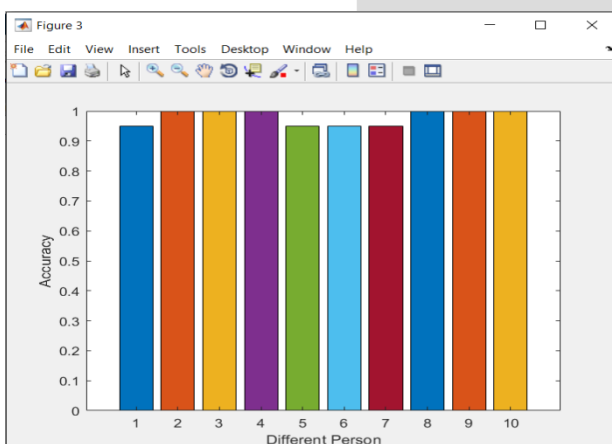 Figure 3
File Edit View Insert Tools Desktop Window Help
1
0.9
0.8
0.7
0.6
0.5
0.4
0.3
0.2
0.1
0
Accuracy
1 2 3 4 5 6 7 8 9 10
Different Person